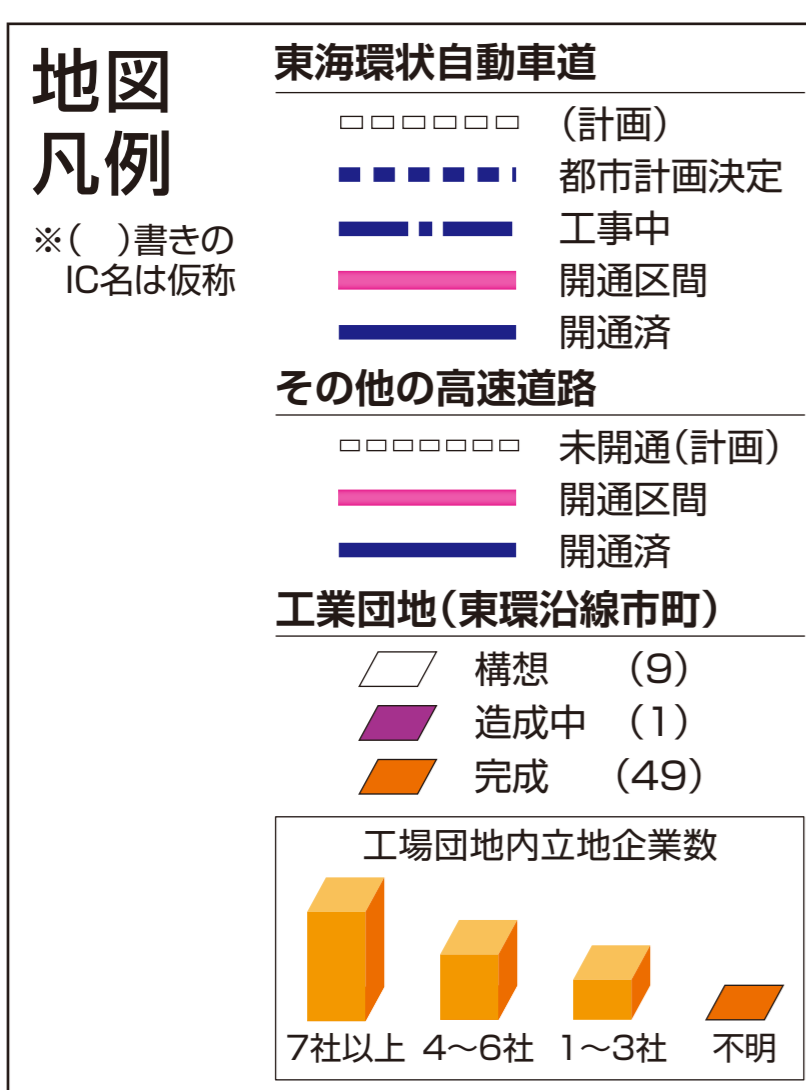 地図
凡例
※(　)書きの
IC名は仮称
東海環状自動車道
(計画)
都市計画決定
工事中
開通区間
開通済
その他の高速道路
未開通(計画)
開通区間
開通済
工業団地(東環沿線市町)
構想　(9)
造成中　(1)
完成　(49)
工場団地内立地企業数
7社以上　4〜6社　1〜3社　不明